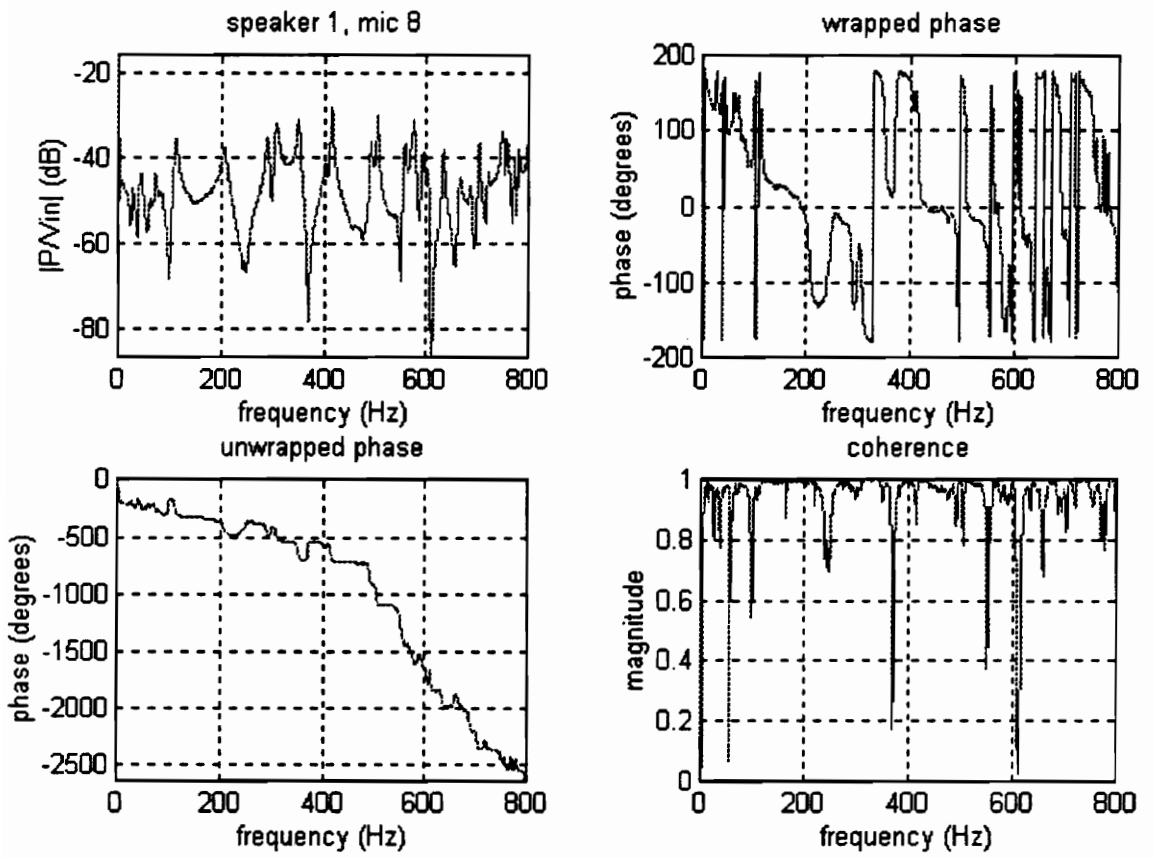 speaker 1, mic 8
|P/Vin| (dB)
-20
-40
-60
-80
0 200 400 600 800
frequency (Hz)
wrapped phase
phase (degrees)
200
100
0
-100
-200
0 200 400 600 800
frequency (Hz)
unwrapped phase
phase (degrees)
0
-500
-1000
-1500
-2000
-2500
0 200 400 600 800
frequency (Hz)
coherence
magnitude
1
0.8
0.6
0.4
0.2
0
0 200 400 600 800
frequency (Hz)